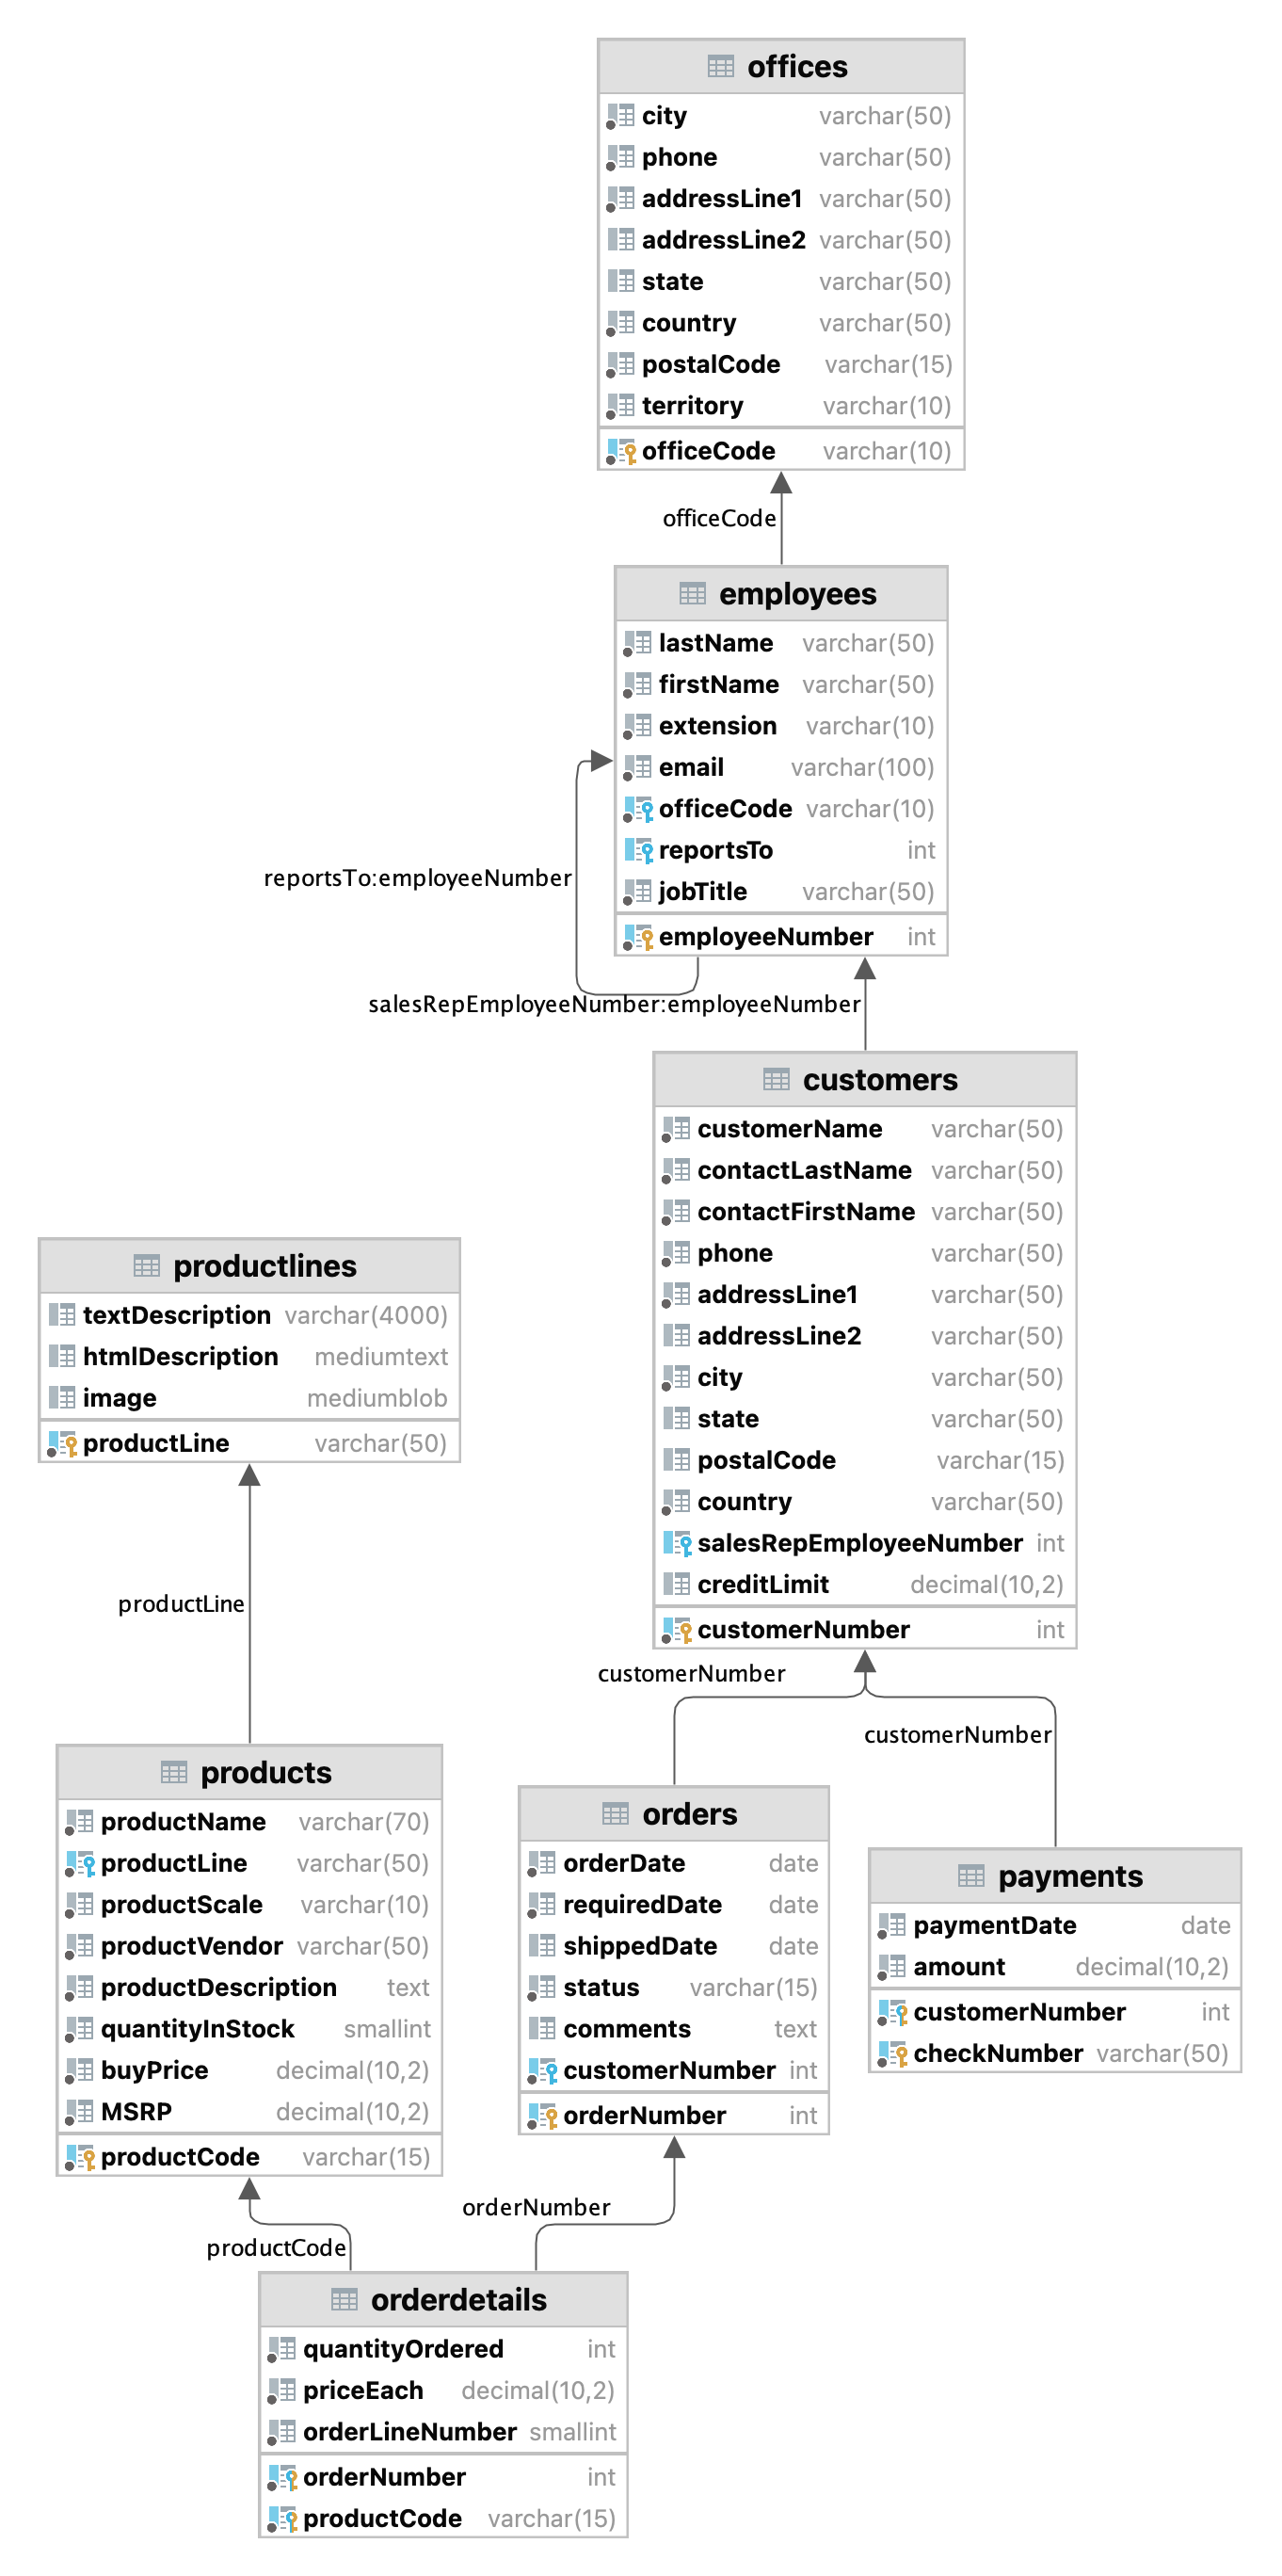 offices
city varchar(50)
phone varchar(50)
addressLine1 varchar(50)
addressLine2 varchar(50)
state varchar(50)
country varchar(50)
postalCode varchar(15)
territory varchar(10)
officeCode varchar(10)
officeCode
employees
lastName varchar(50)
firstName varchar(50)
extension varchar(10)
email varchar(100)
officeCode varchar(10)
reportsTo int
jobTitle varchar(50)
employeeNumber int
reportsTo:employeeNumber
salesRepEmployeeNumber:employeeNumber
customers
customerName varchar(50)
contactLastName varchar(50)
contactFirstName varchar(50)
phone varchar(50)
addressLine1 varchar(50)
addressLine2 varchar(50)
city varchar(50)
state varchar(50)
postalCode varchar(15)
country varchar(50)
salesRepEmployeeNumber int
creditLimit decimal(10,2)
customerNumber int
productlines
textDescription varchar(4000)
htmlDescription mediumtext
image mediumblob
productLine varchar(50)
productLine
customerNumber
customerNumber
products
productName varchar(70)
productLine varchar(50)
productScale varchar(10)
productVendor varchar(50)
productDescription text
quantityInStock smallint
buyPrice decimal(10,2)
MSRP decimal(10,2)
productCode varchar(15)
orders
orderDate date
requiredDate date
shippedDate date
status varchar(15)
comments text
customerNumber int
orderNumber int
payments
paymentDate date
amount decimal(10,2)
customerNumber int
checkNumber varchar(50)
orderNumber
productCode
orderdetails
quantityOrdered int
priceEach decimal(10,2)
orderLineNumber smallint
orderNumber int
productCode varchar(15)